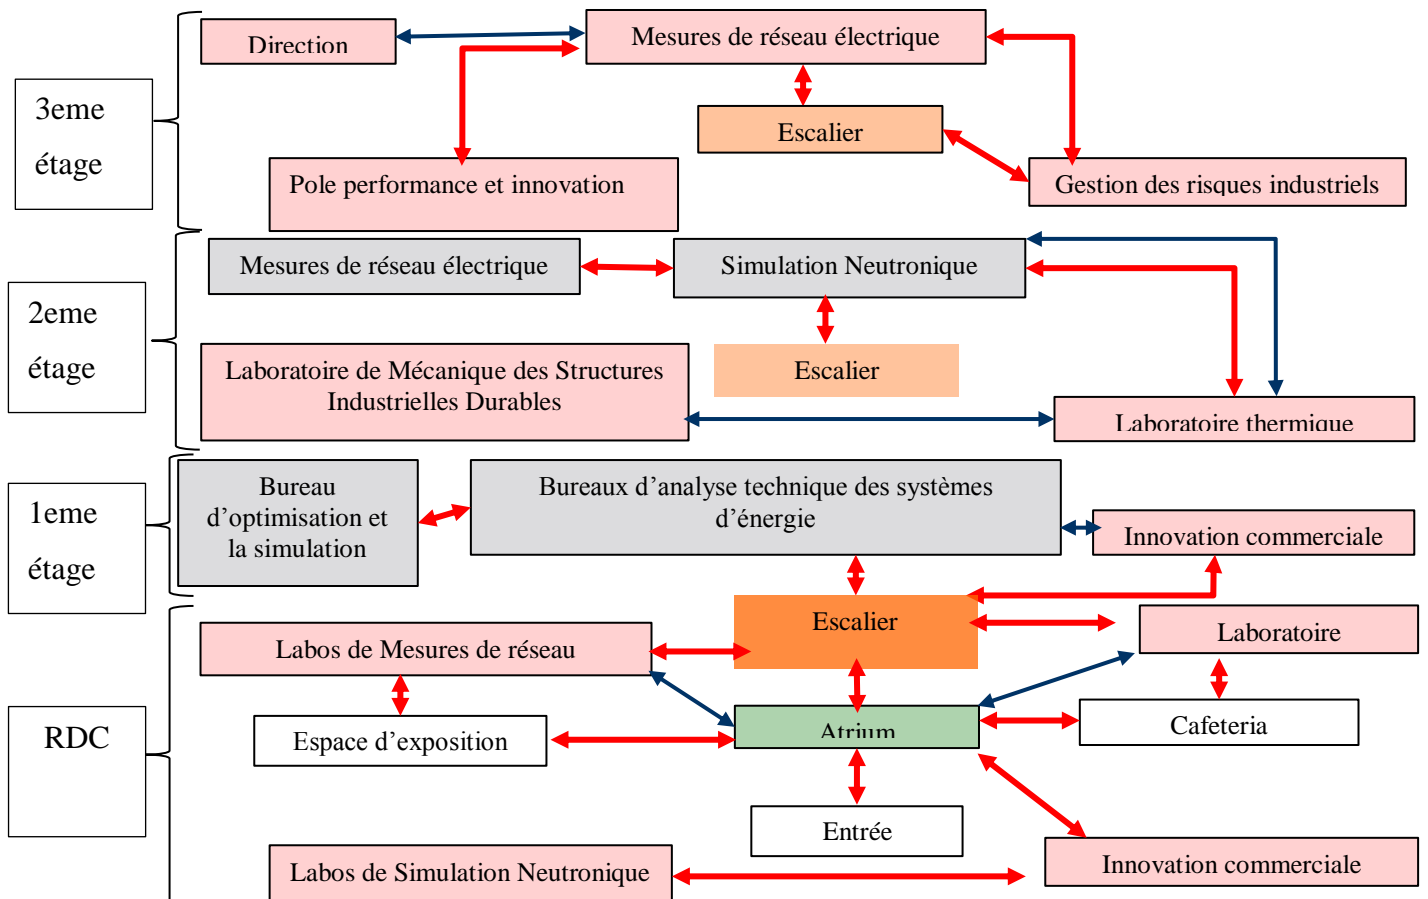 Direction
Mesures de réseau électrique
3eme
étage
Escalier
Pole performance et innovation
Gestion des risques industriels
Mesures de réseau électrique
Simulation Neutronique
2eme
étage
Escalier
Laboratoire de Mécanique des Structures
Industrielles Durables
Laboratoire thermique
1eme
étage
Bureau
d’optimisation et
la simulation
Bureaux d’analyse technique des systèmes
d’énergie
Innovation commerciale
Escalier
Labos de Mesures de réseau
Laboratoire
RDC
Espace d’exposition
Atrium
Cafeteria
Entrée
Labos de Simulation Neutronique
Innovation commerciale